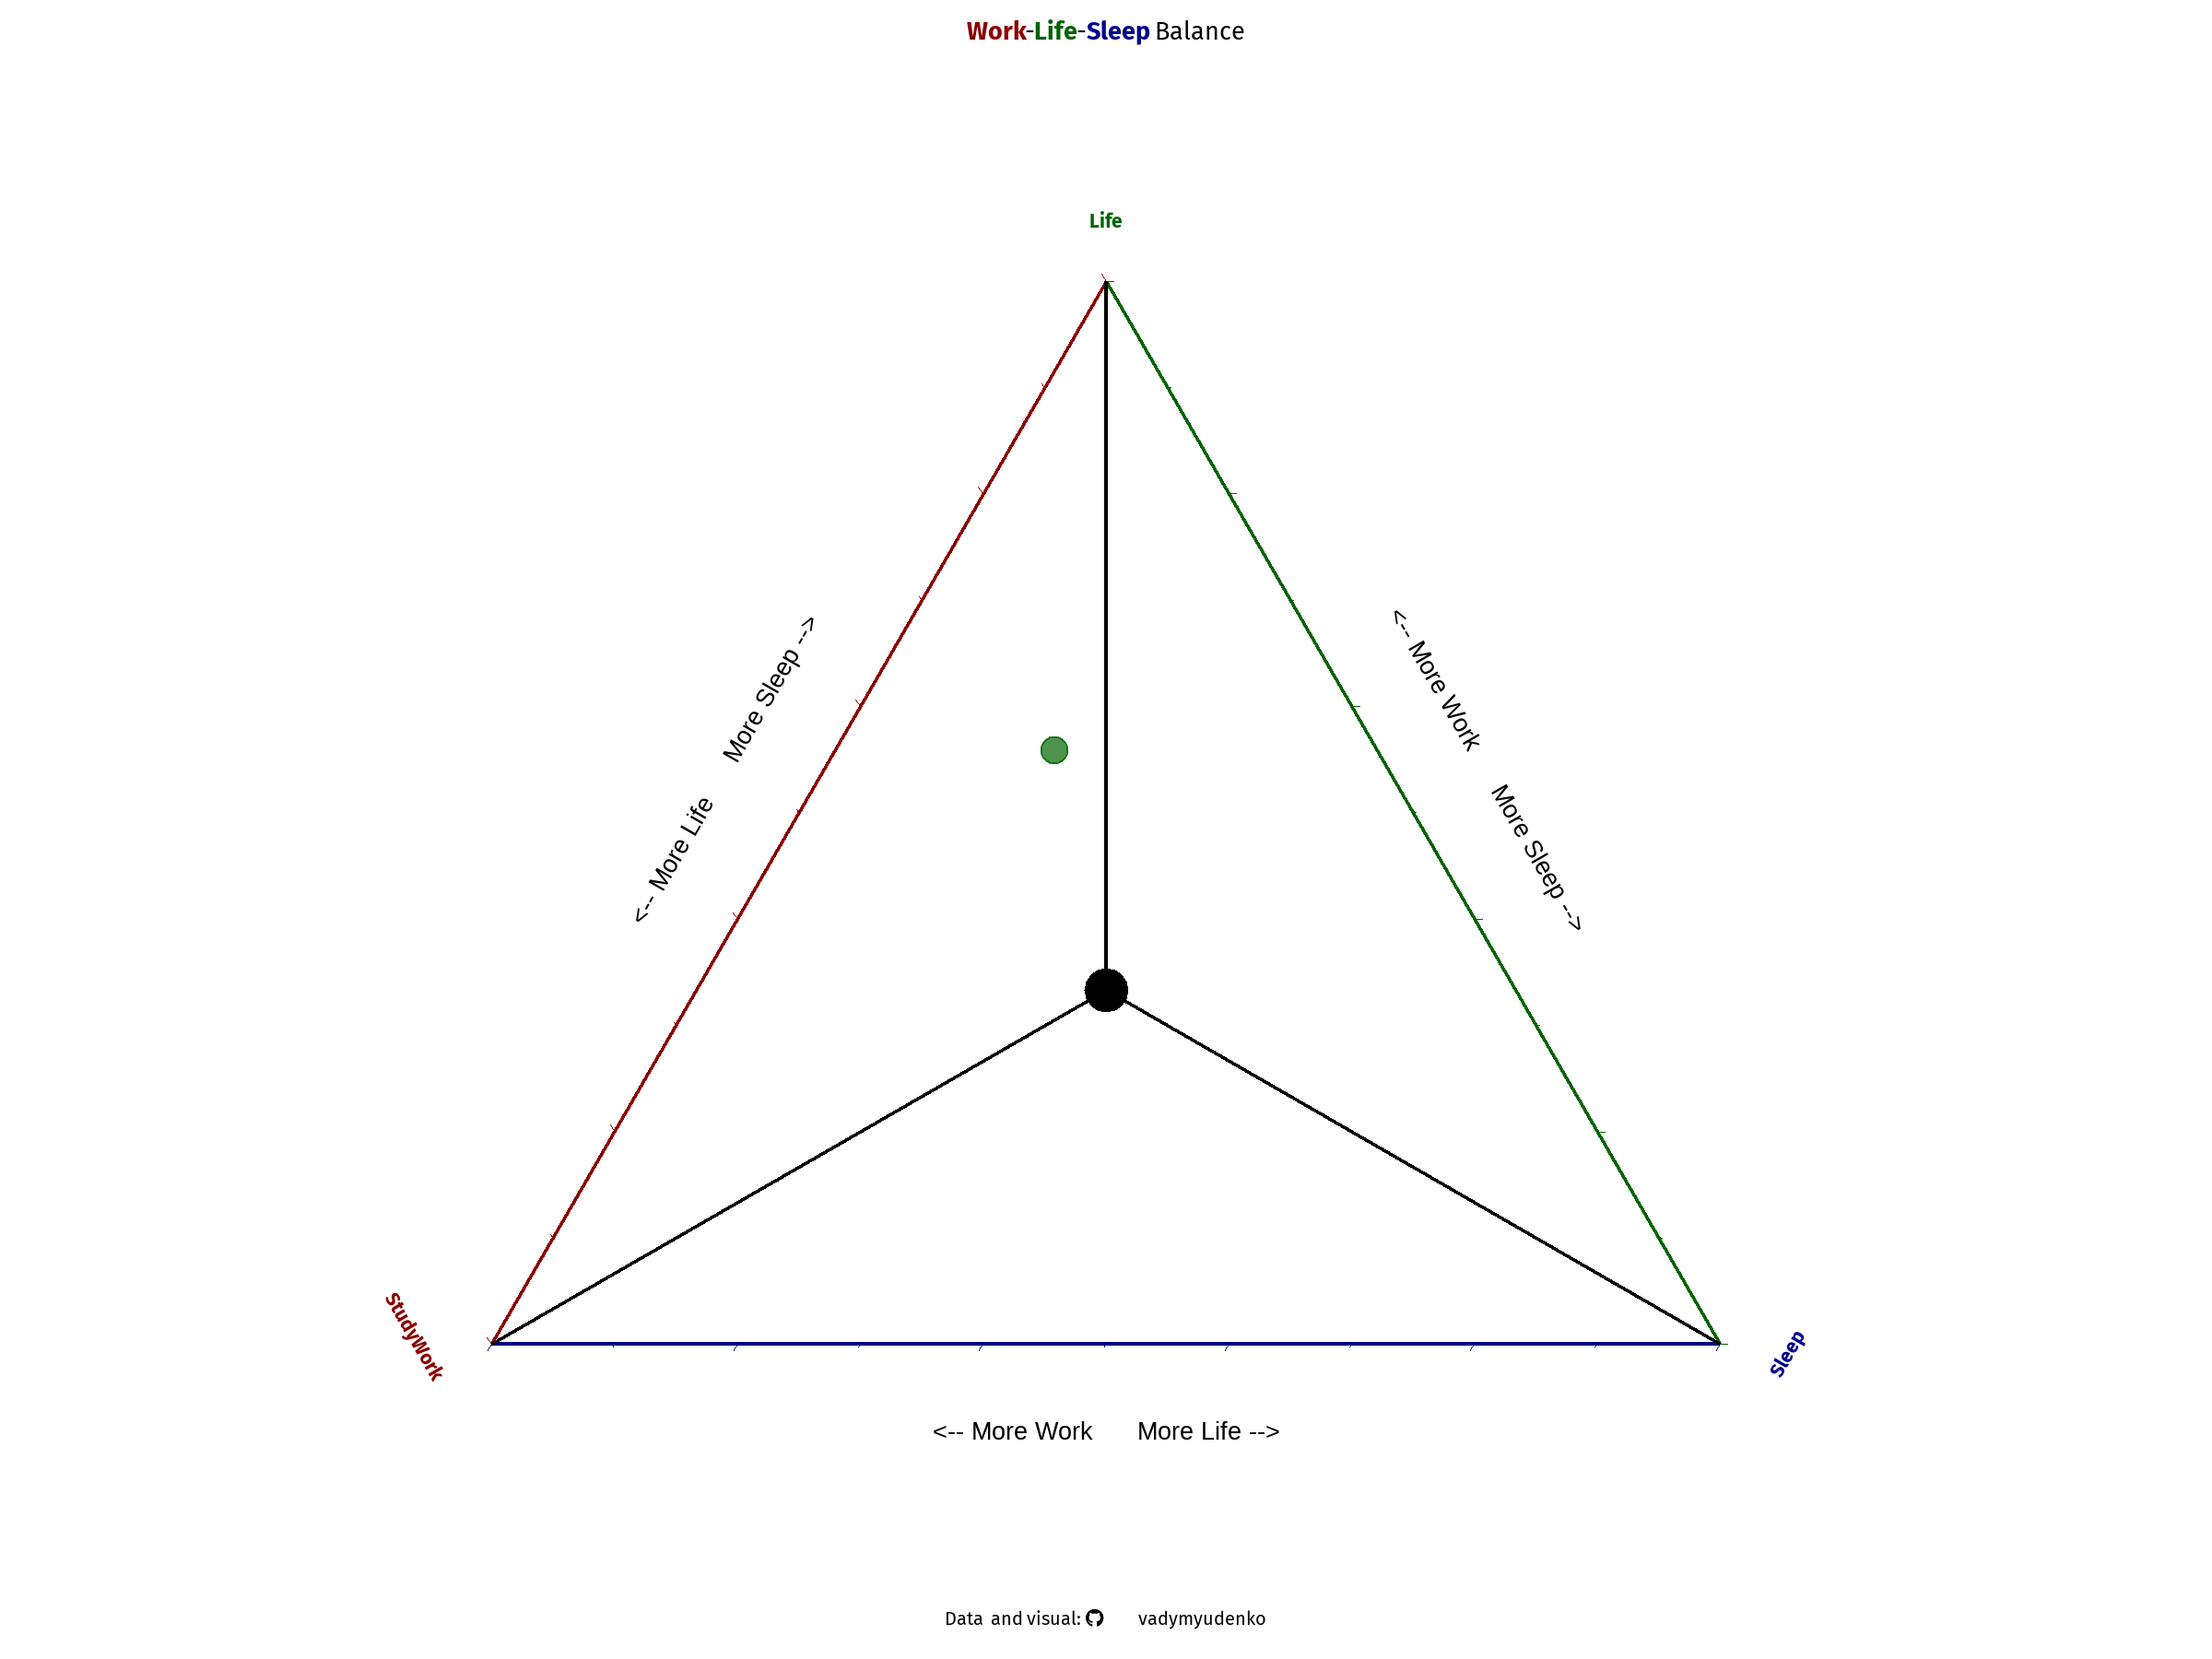 Work-Life-Sleep Balance
Life
<-- More Life More Sleep -->
<-- More Work More Sleep -->
StudyWork
Sleep
<-- More Work More Life -->
Data and visual: vadymyudenko